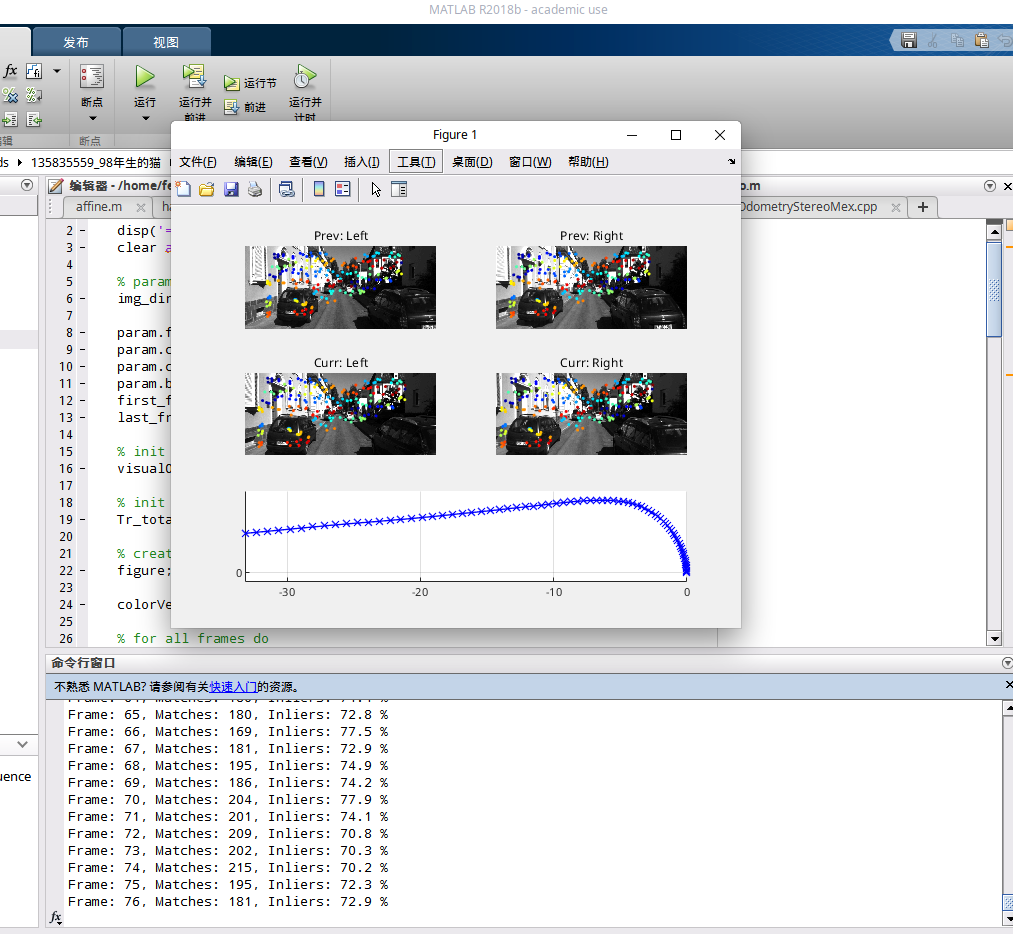 MATLAB R2018b - academic use
发布
视图
断点
运行
运行并
前进
运行节
前进
运行并
计时
断点
ds ▸ 135835559_98年生的猫
Figure 1
文件(F) 编辑(E) 查看(V) 插入(I) 工具(T) 桌面(D) 窗口(W) 帮助(H)
编辑器 - /home/fe
o.m
affine.m
ha
OdometryStereoMex.cpp
Prev: Left
Prev: Right
Curr: Left
Curr: Right
0
-30
-20
-10
0
2 - disp('=
3 - clear a
4
5 % param
6 - img_dir
7
8 - param.f
9 - param.c
10 - param.c
11 - param.b
12 - first_f
13 - last_fr
14
15 % init
16 - visualO
17
18 % init
19 - Tr_tota
20
21 % creat
22 - figure;
23
24 - colorVe
25
26 % for all frames do
命令行窗口
不熟悉 MATLAB? 请参阅有关快速入门的资源。
Frame: 65, Matches: 180, Inliers: 72.8 %
Frame: 66, Matches: 169, Inliers: 77.5 %
Frame: 67, Matches: 181, Inliers: 72.9 %
Frame: 68, Matches: 195, Inliers: 74.9 %
Frame: 69, Matches: 186, Inliers: 74.2 %
Frame: 70, Matches: 204, Inliers: 77.9 %
Frame: 71, Matches: 201, Inliers: 74.1 %
Frame: 72, Matches: 209, Inliers: 70.8 %
Frame: 73, Matches: 202, Inliers: 70.3 %
Frame: 74, Matches: 215, Inliers: 70.2 %
Frame: 75, Matches: 195, Inliers: 72.3 %
Frame: 76, Matches: 181, Inliers: 72.9 %
uence
fx